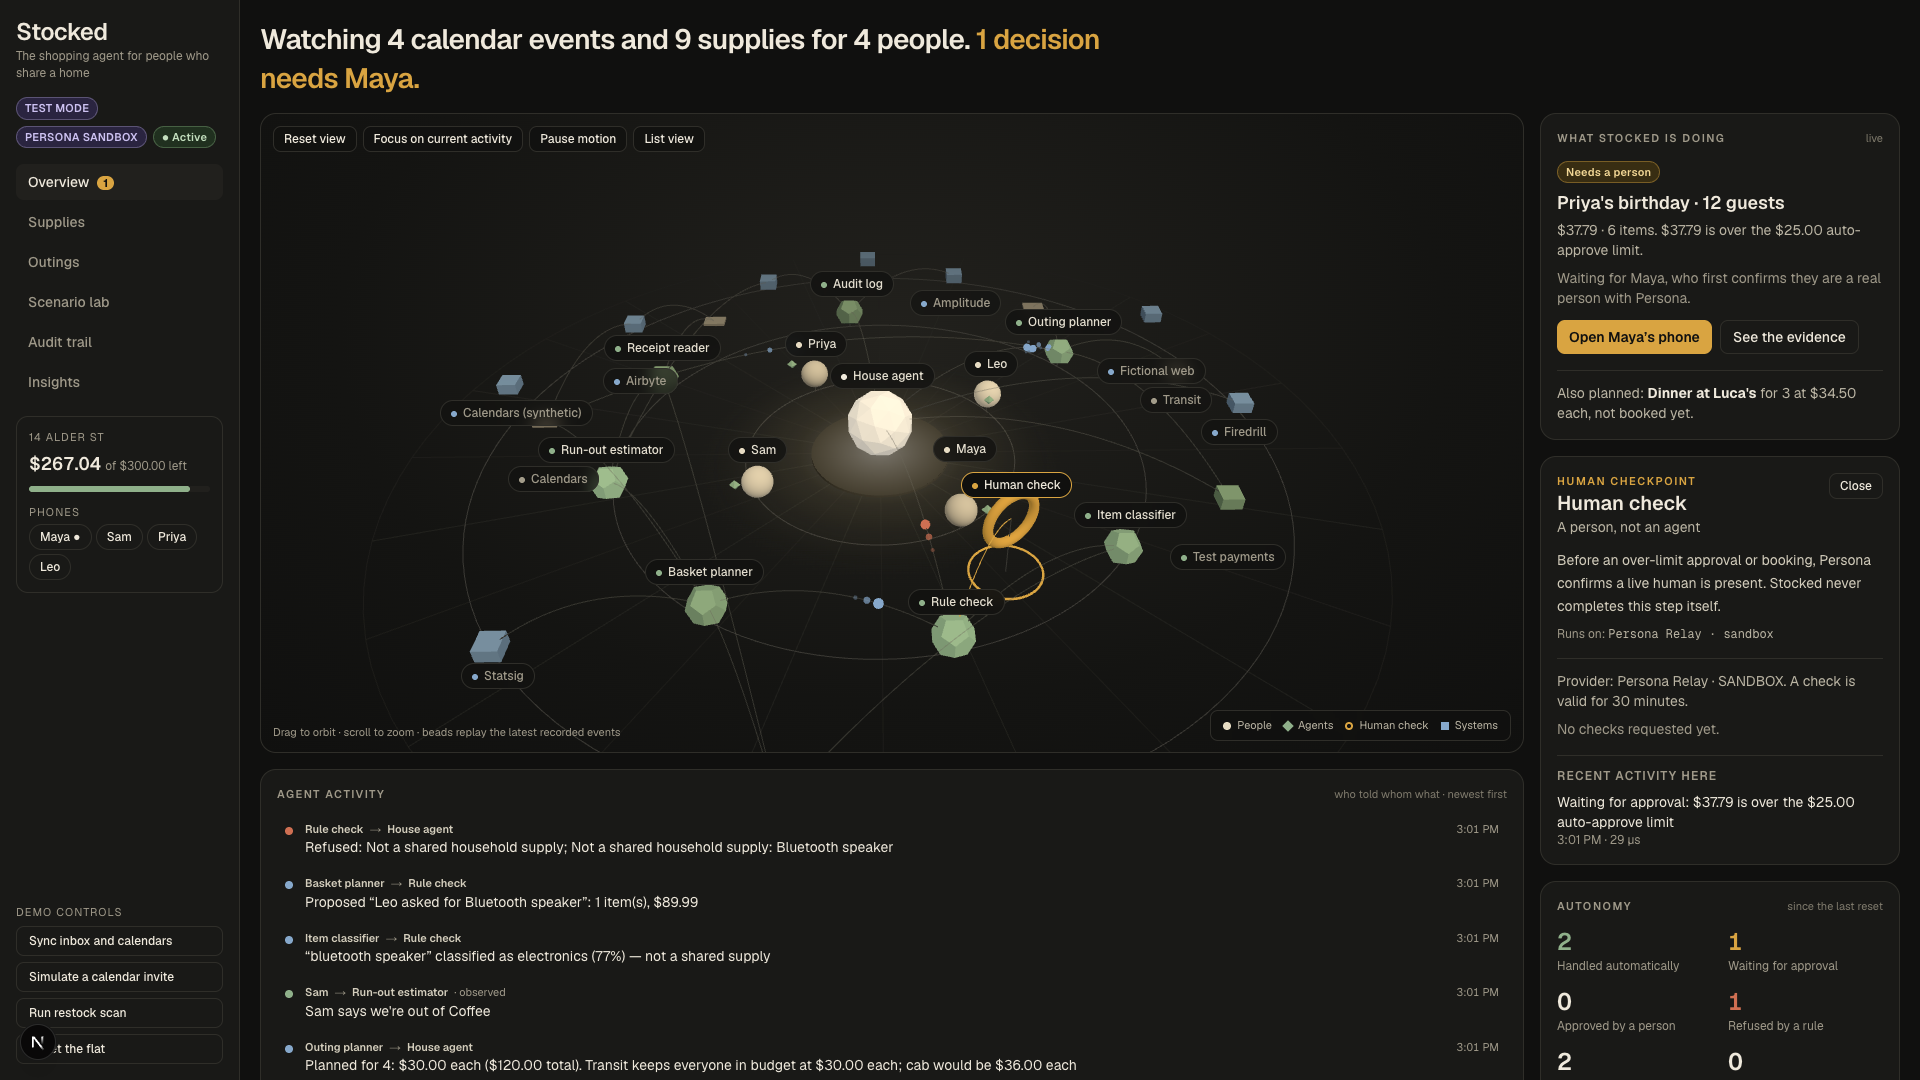 Stocked
The shopping agent for people who
share a home
TEST MODE
PERSONA SANDBOX
Active
Overview 1
Supplies
Outings
Scenario lab
Audit trail
Insights
14 ALDER ST
$267.04 of $300.00 left
PHONES
Maya
Sam
Priya
Leo
DEMO CONTROLS
Sync inbox and calendars
Simulate a calendar invite
Run restock scan
N
the flat
Watching 4 calendar events and 9 supplies for 4 people. 1 decision
needs Maya.
Reset view
Focus on current activity
Pause motion
List view
Audit log
Amplitude
Outing planner
Priya
Receipt reader
Leo
House agent
Airbyte
Fictional web
Transit
Calendars (synthetic)
Firedrill
Run-out estimator
Sam
Maya
Calendars
Human check
Item classifier
Test payments
Basket planner
Rule check
Statsig
Drag to orbit · scroll to zoom · beads replay the latest recorded events
People
Agents
Human check
Systems
AGENT ACTIVITY
who told whom what · newest first
Rule check → House agent
3:01 PM
Refused: Not a shared household supply; Not a shared household supply: Bluetooth speaker
Basket planner → Rule check
3:01 PM
Proposed “Leo asked for Bluetooth speaker”: 1 item(s), $89.99
Item classifier → Rule check
3:01 PM
“bluetooth speaker” classified as electronics (77%) — not a shared supply
Sam → Run-out estimator · observed
3:01 PM
Sam says we're out of Coffee
Outing planner → House agent
3:01 PM
Planned for 4: $30.00 each ($120.00 total). Transit keeps everyone in budget at $30.00 each; cab would be $36.00 each
WHAT STOCKED IS DOING
live
Needs a person
Priya's birthday · 12 guests
$37.79 · 6 items. $37.79 is over the $25.00 auto-
approve limit.
Waiting for Maya, who first confirms they are a real
person with Persona.
Open Maya's phone
See the evidence
Also planned: Dinner at Luca's for 3 at $34.50
each, not booked yet.
HUMAN CHECKPOINT
Close
Human check
A person, not an agent
Before an over-limit approval or booking, Persona
confirms a live human is present. Stocked never
completes this step itself.
Runs on: Persona Relay · sandbox
Provider: Persona Relay · SANDBOX. A check is
valid for 30 minutes.
No checks requested yet.
RECENT ACTIVITY HERE
Waiting for approval: $37.79 is over the $25.00
auto-approve limit
3:01 PM · 29 µs
AUTONOMY
since the last reset
2
Handled automatically
1
Waiting for approval
0
Approved by a person
1
Refused by a rule
2
0